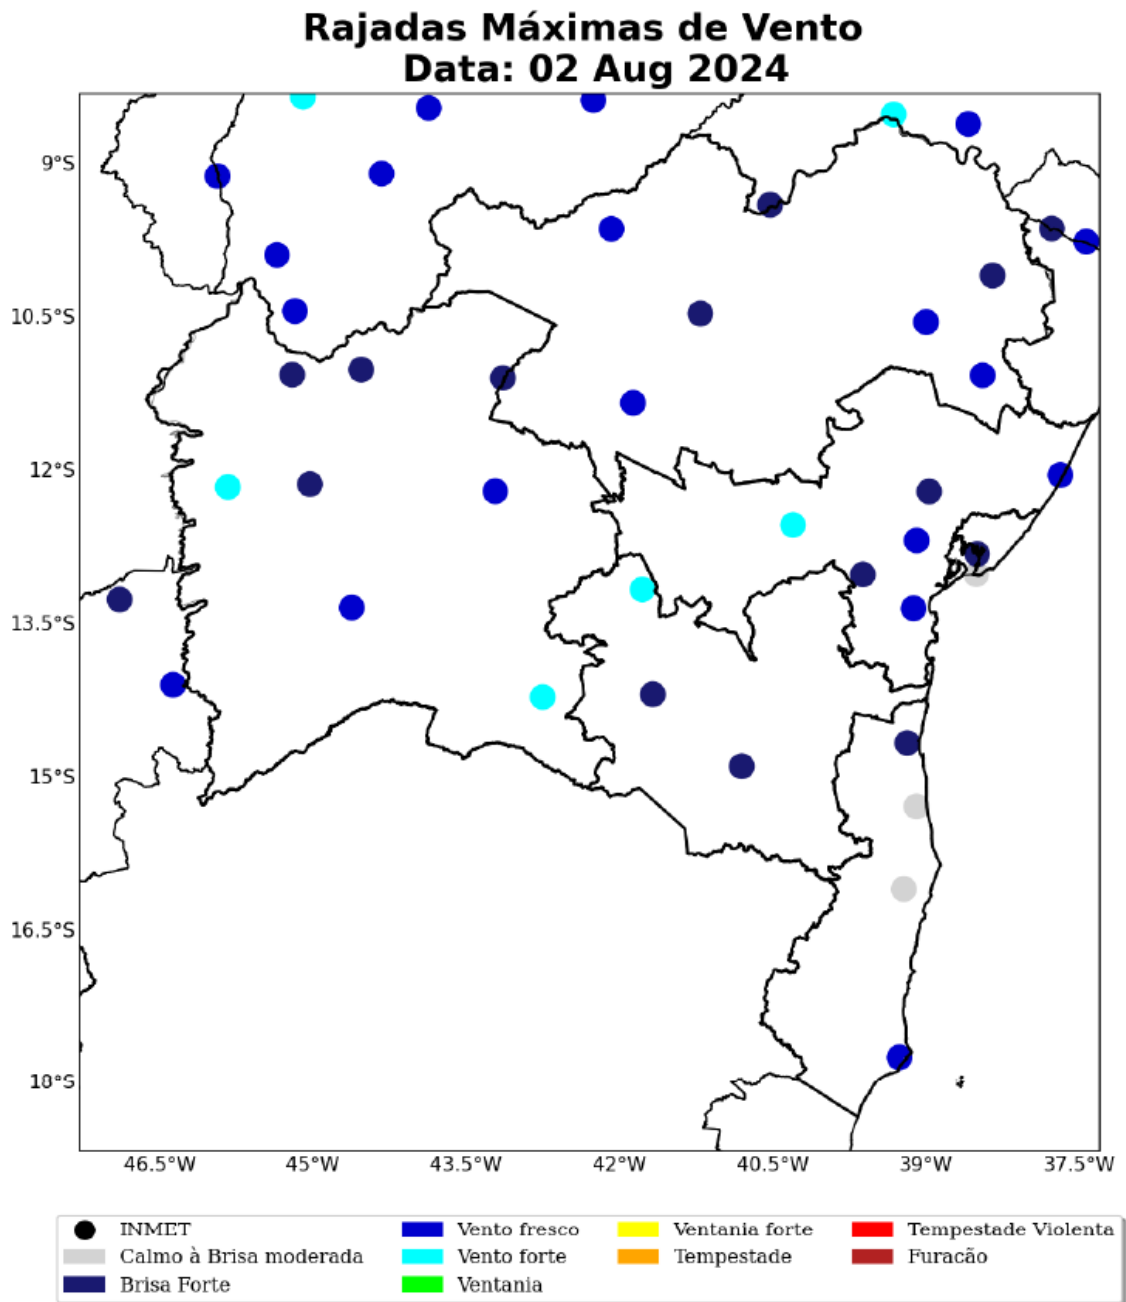 Rajadas Máximas de Vento
Data: 02 Aug 2024
9°S
10.5°S
12°S
13.5°S
15°S
16.5°S
18°S
46.5°W 45°W 43.5°W 42°W 40.5°W 39°W 37.5°W
INMET Vento fresco Ventania forte Tempestade Violenta
Calmo à Brisa moderada Vento forte Tempestade Furacão
Brisa Forte Ventania